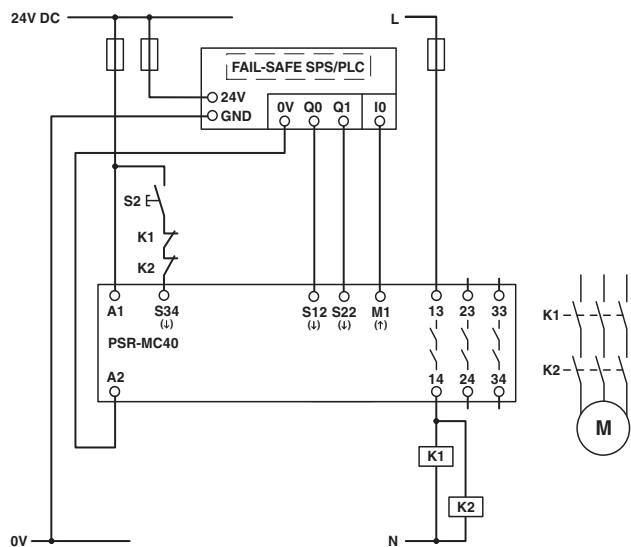 24V DC
L
FAIL-SAFE SPS/PLC
24V
GND
0V Q0 Q1 I0
S2
K1
K2
A1 S34 S12 S22 M1 13 23 33
(↓) (↓) (↓) (↑)
PSR-MC40
A2 14 24 34
K1
K2
M
K1
K2
0V N